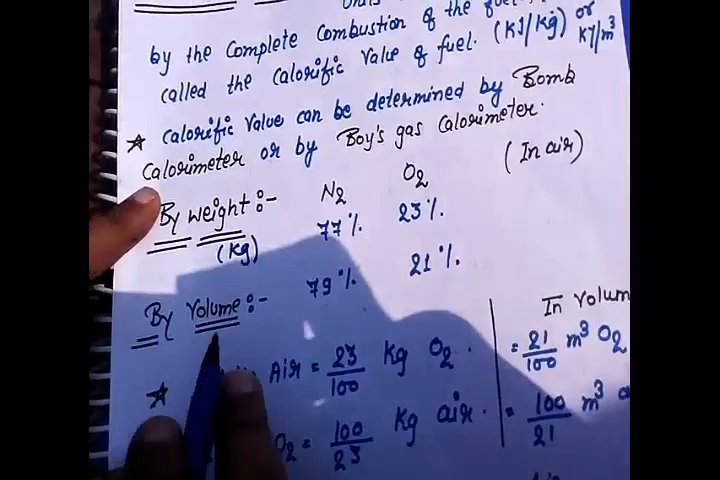 by the Complete Combustion of the fuel,
called the Calorific Value of fuel. (KJ/kg) or KJ/m³
☆ Calorific Value can be determined by Bomb
Calorimeter or by Boy's gas Calorimeter.
N2 O2 (In air)
By weight :- 77% 23%
(kg)
By Volume :- 79% 21%
In Volum
☆ Air = 23/100 kg O2. = 21/100 m³ O2
O2 = 100/23 kg air. = 100/21 m³